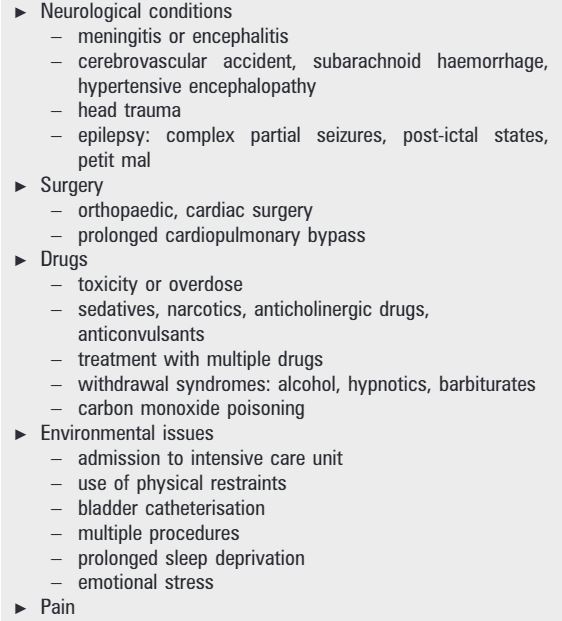 ► Neurological conditions
– meningitis or encephalitis
– cerebrovascular accident, subarachnoid haemorrhage,
hypertensive encephalopathy
– head trauma
– epilepsy: complex partial seizures, post-ictal states,
petit mal
► Surgery
– orthopaedic, cardiac surgery
– prolonged cardiopulmonary bypass
► Drugs
– toxicity or overdose
– sedatives, narcotics, anticholinergic drugs,
anticonvulsants
– treatment with multiple drugs
– withdrawal syndromes: alcohol, hypnotics, barbiturates
– carbon monoxide poisoning
► Environmental issues
– admission to intensive care unit
– use of physical restraints
– bladder catheterisation
– multiple procedures
– prolonged sleep deprivation
– emotional stress
► Pain